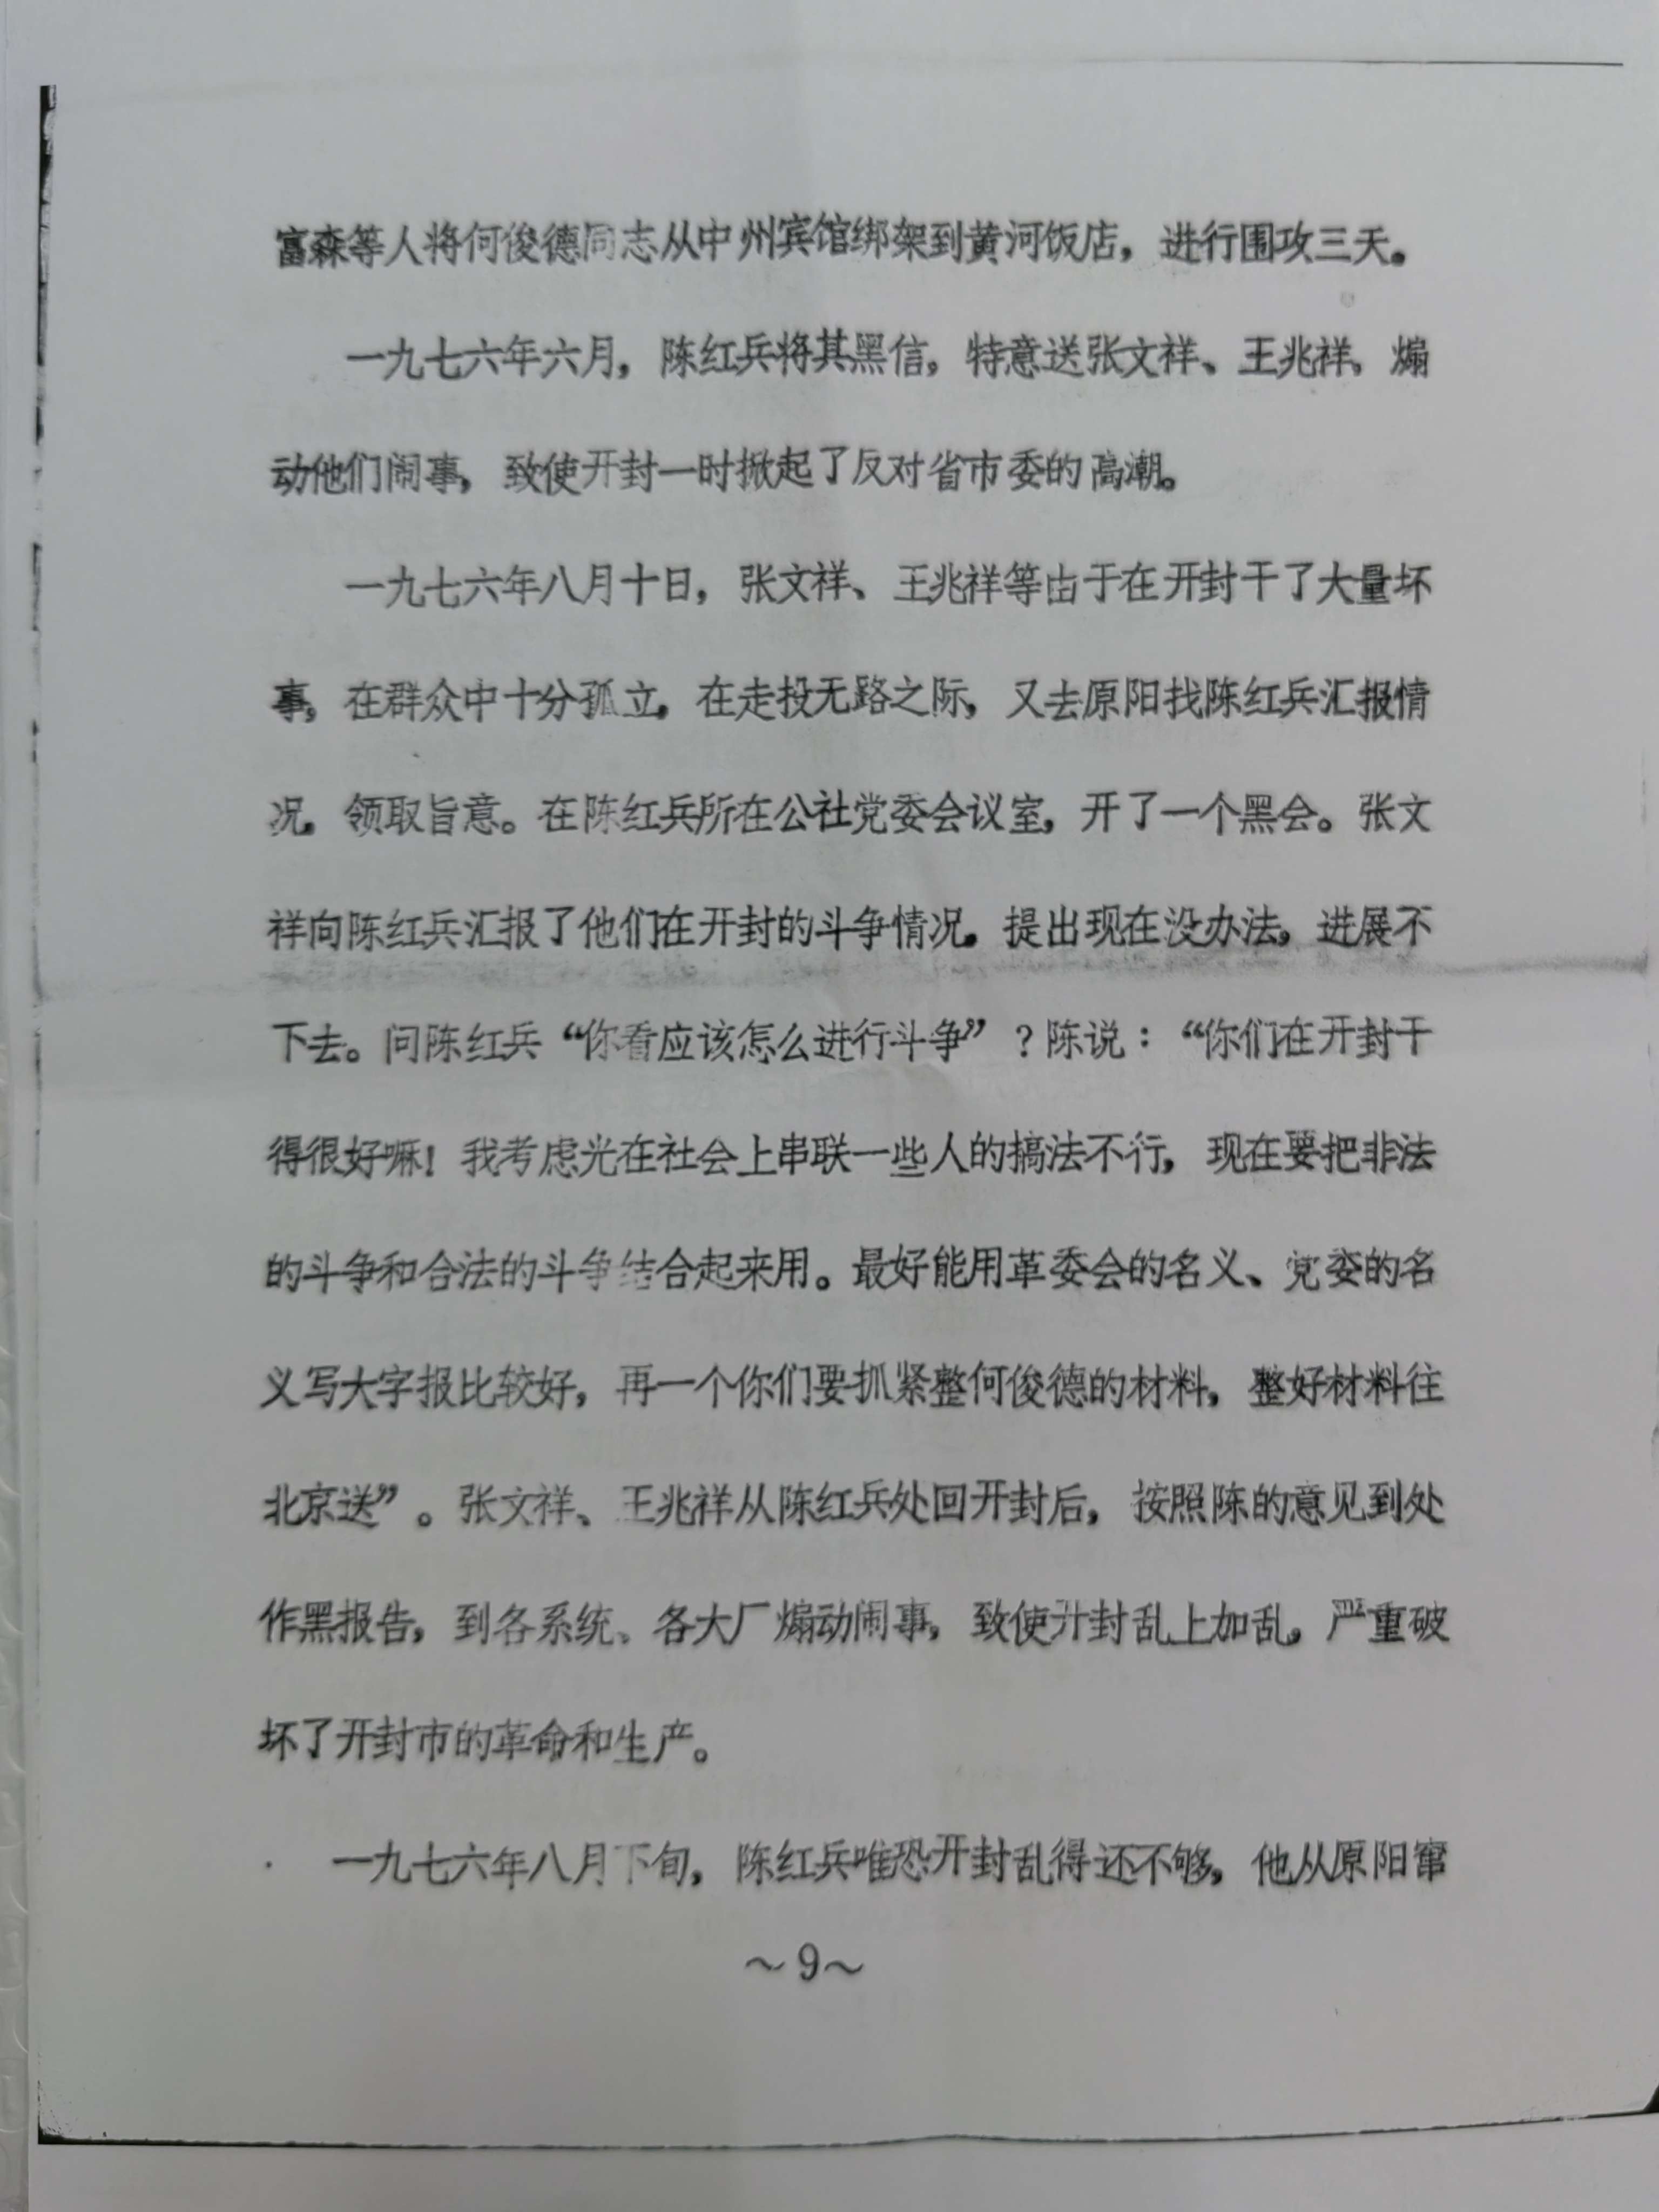 富森等人将何俊德同志从中州宾馆绑架到黄河饭店，进行围攻三天。
一九七六年六月，陈红兵将其黑信，特意送张文祥、王兆祥，煽
动他们闹事，致使开封一时掀起了反对省市委的高潮。
一九七六年八月十日，张文祥、王兆祥等由于在开封干了大量坏
事，在群众中十分孤立，在走投无路之际，又去原阳找陈红兵汇报情
况，领取旨意。在陈红兵所在公社党委会议室，开了一个黑会。张文
祥向陈红兵汇报了他们在开封的斗争情况。提出现在没办法，进展不
下去。问陈红兵“你看应该怎么进行斗争”？陈说：“你们在开封干
得很好嘛！我考虑光在社会上串联一些人的搞法不行，现在要把非法
的斗争和合法的斗争结合起来用。最好能用革委会的名义、党委的名
义写大字报比较好，再一个你们要抓紧整何俊德的材料，整好材料往
北京送”。张文祥、王兆祥从陈红兵处回开封后，按照陈的意见到处
作黑报告，到各系统、各大厂煽动闹事，致使开封乱上加乱，严重破
坏了开封市的革命和生产。
一九七六年八月下旬，陈红兵唯恐开封乱得还不够，他从原阳窜
～9～